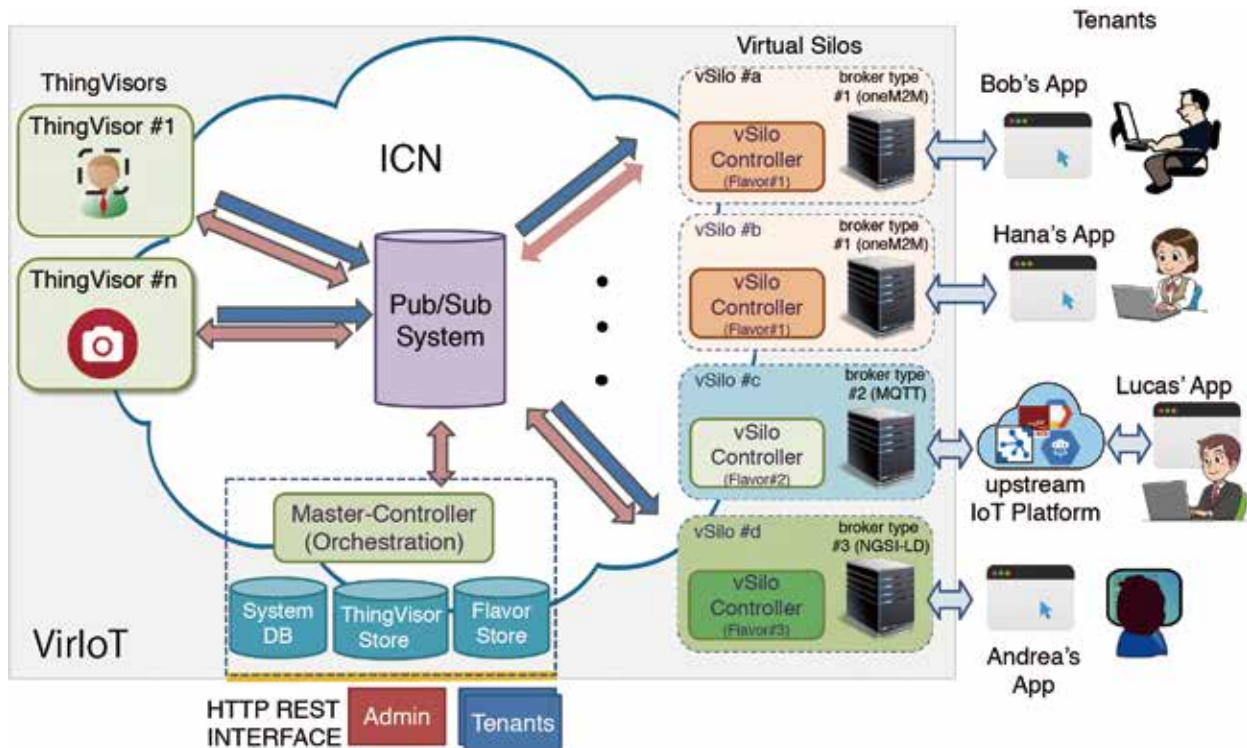 Tenants
Virtual Silos
ThingVisors
ThingVisor #1
ThingVisor #n
ICN
Pub/Sub
System
vSilo #a
broker type
#1 (oneM2M)
vSilo
Controller
(Flavor#1)
Bob's App
vSilo #b
broker type
#1 (oneM2M)
vSilo
Controller
(Flavor#1)
Hana's App
vSilo #c
broker type
#2 (MQTT)
vSilo
Controller
(Flavor#2)
upstream
IoT Platform
Lucas' App
vSilo #d
broker type
#3 (NGSI-LD)
vSilo
Controller
(Flavor#3)
Andrea's
App
Master-Controller
(Orchestration)
System
DB
ThingVisor
Store
Flavor
Store
VirIoT
HTTP REST
INTERFACE
Admin
Tenants